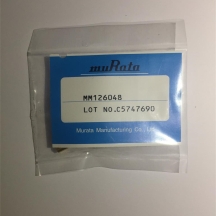 muRata
MM126048
LOT NO.C5747690
Murata Manufacturing Co., Ltd.